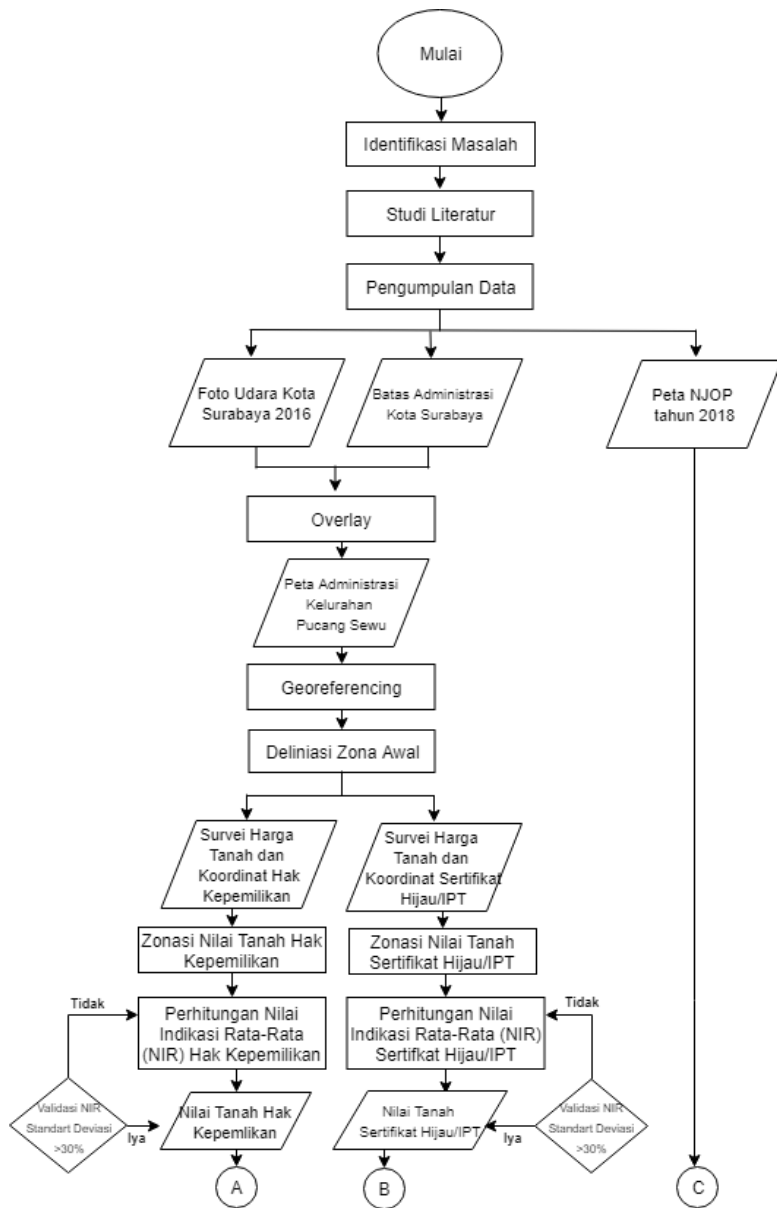 Mulai
Identifikasi Masalah
Studi Literatur
Pengumpulan Data
Foto Udara Kota
Surabaya 2016
Batas Administrasi
Kota Surabaya
Peta NJOP
tahun 2018
Overlay
Peta Administrasi
Kelurahan
Pucang Sewu
Georeferencing
Deliniasi Zona Awal
Survei Harga
Tanah dan
Koordinat Hak
Kepemilikan
Survei Harga
Tanah dan
Koordinat Sertifikat
Hijau/IPT
Zonasi Nilai Tanah Hak
Kepemilikan
Zonasi Nilai Tanah
Sertifikat Hijau/IPT
Tidak
Perhitungan Nilai
Indikasi Rata-Rata
(NIR) Hak Kepemilikan
Perhitungan Nilai
Indikasi Rata-Rata (NIR)
Sertifkat Hijau/IPT
Tidak
Validasi NIR
Standart Deviasi
>30%
Iya
Nilai Tanah Hak
Kepemlikan
Nilai Tanah
Sertifikat Hijau/IPT
Iya
Validasi NIR
Standart Deviasi
>30%
A
B
C